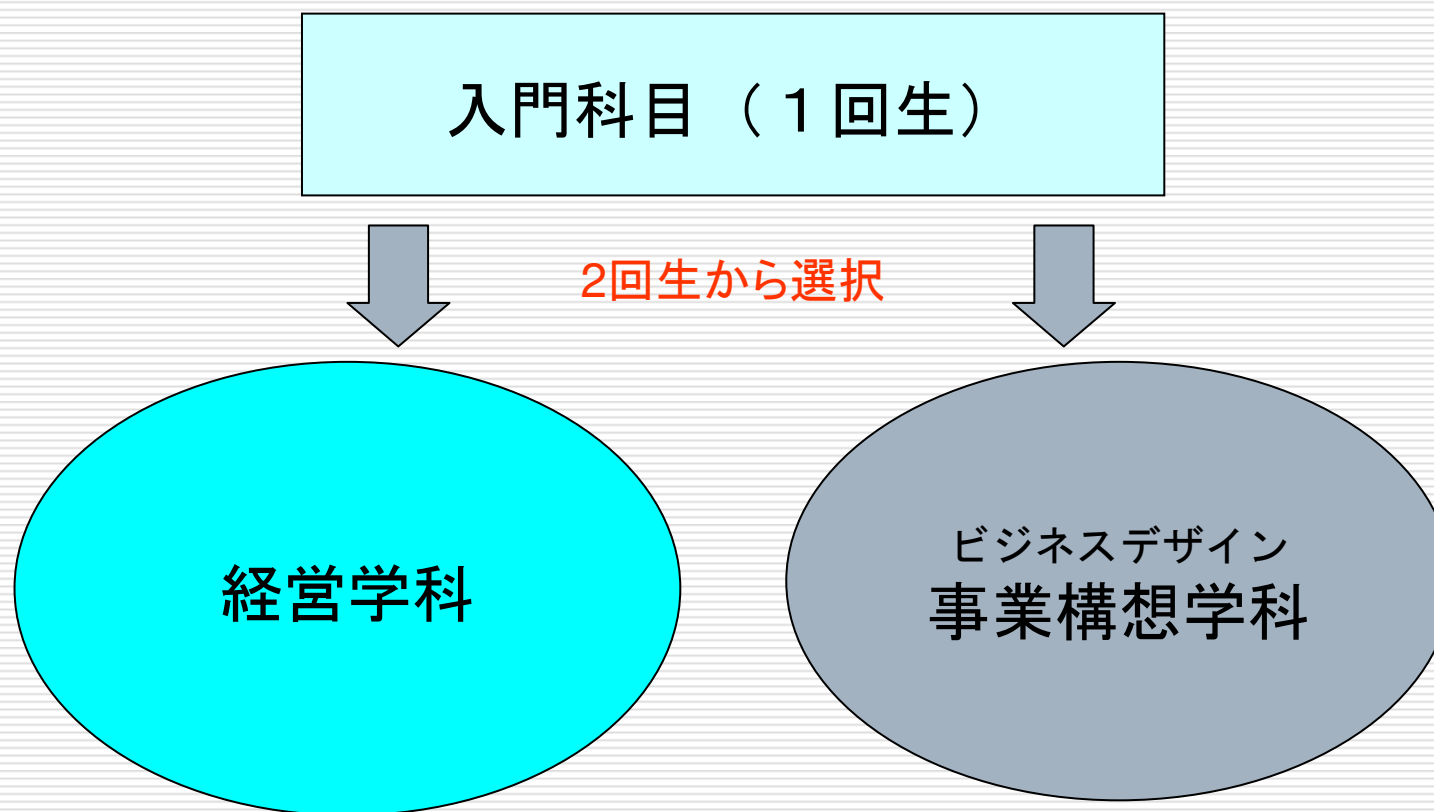 入門科目（１回生）
2回生から選択
経営学科
ビジネスデザイン
事業構想学科